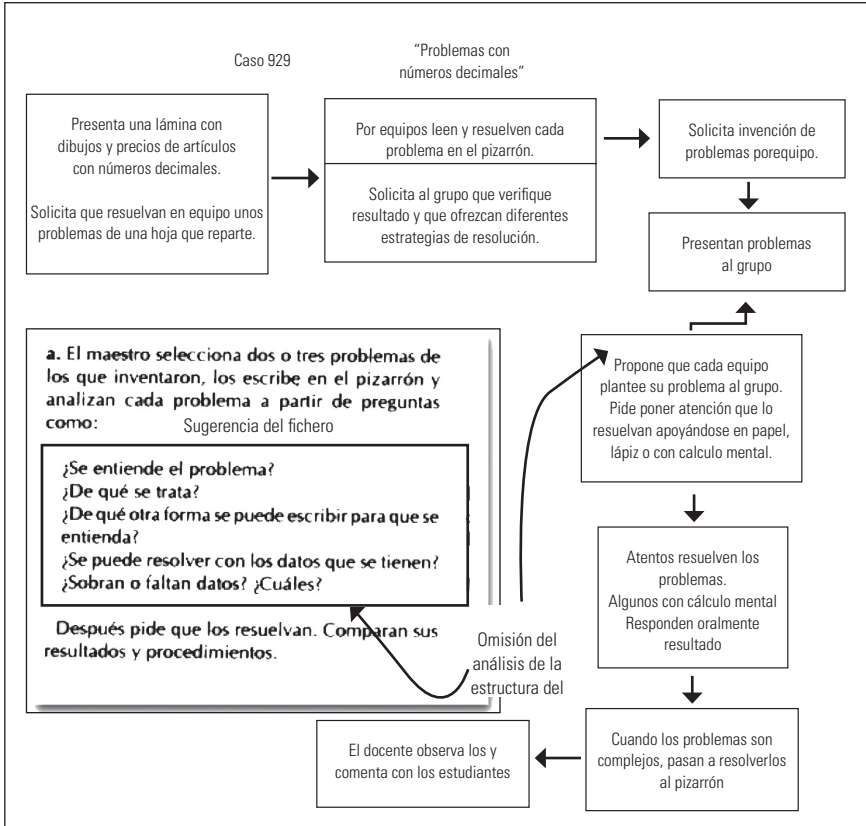 Caso 929
“Problemas con
números decimales”
Presenta una lámina con
dibujos y precios de artículos
con números decimales.
Solicita que resuelvan en equipo unos
problemas de una hoja que reparte.
Por equipos leen y resuelven cada
problema en el pizarrón.
Solicita al grupo que verifique
resultado y que ofrezcan diferentes
estrategias de resolución.
Solicita invención de
problemas porequipo.
Presentan problemas
al grupo
Propone que cada equipo
plantee su problema al grupo.
Pide poner atención que lo
resuelvan apoyándose en papel,
lápiz o con calculo mental.
Atentos resuelven los
problemas.
Algunos con cálculo mental
Responden oralmente
resultado
Cuando los problemas son
complejos, pasan a resolverlos
al pizarrón
El docente observa los y
comenta con los estudiantes
a. El maestro selecciona dos o tres problemas de
los que inventaron, los escribe en el pizarrón y
analizan cada problema a partir de preguntas
como:
Sugerencia del fichero
¿Se entiende el problema?
¿De qué se trata?
¿De qué otra forma se puede escribir para que se
entienda?
¿Se puede resolver con los datos que se tienen?
¿Sobran o faltan datos? ¿Cuáles?
Después pide que los resuelvan. Comparan sus
resultados y procedimientos.
Omisión del
análisis de la
estructura del